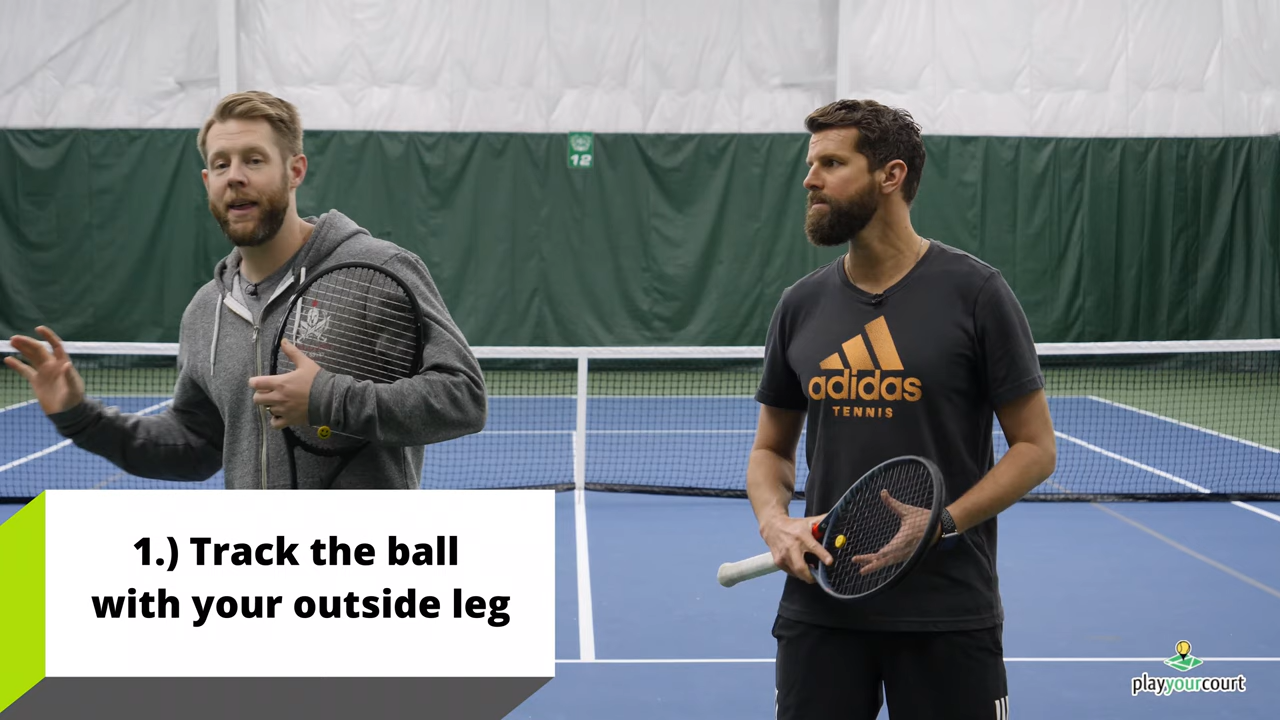 12
adidas
TENNIS
1.) Track the ball
with your outside leg
playyourcourt